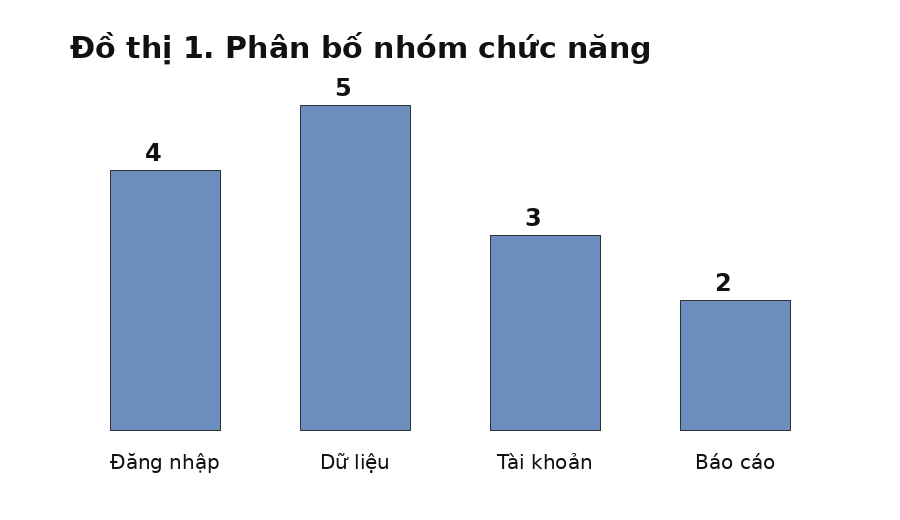 Đồ thị 1. Phân bố nhóm chức năng
4
5
3
2
Đăng nhập
Dữ liệu
Tài khoản
Báo cáo